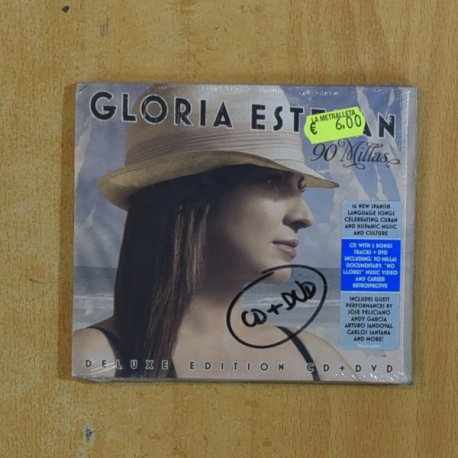 GLORIA ESTEFAN
LA METRALLETA
€ 6,00
90 Millas
14 NEW SPANISH
LANGUAGE SONGS
CELEBRATING CUBAN
AND HISPANIC MUSIC
AND CULTURE
CD WITH 2 BONUS
TRACKS + DVD
INCLUDING, 90 MILLAS
DOCUMENTARY, "NO
LLORES" MUSIC VIDEO
AND CAREER
RETROSPECTIVE
INCLUDES GUEST
PERFORMANCES BY
JOSE FELICIANO
ANDY GARCIA
ARTURO SANDOVAL
CARLOS SANTANA
AND MORE!
CD + DVD
DELUXE EDITION CD+DVD